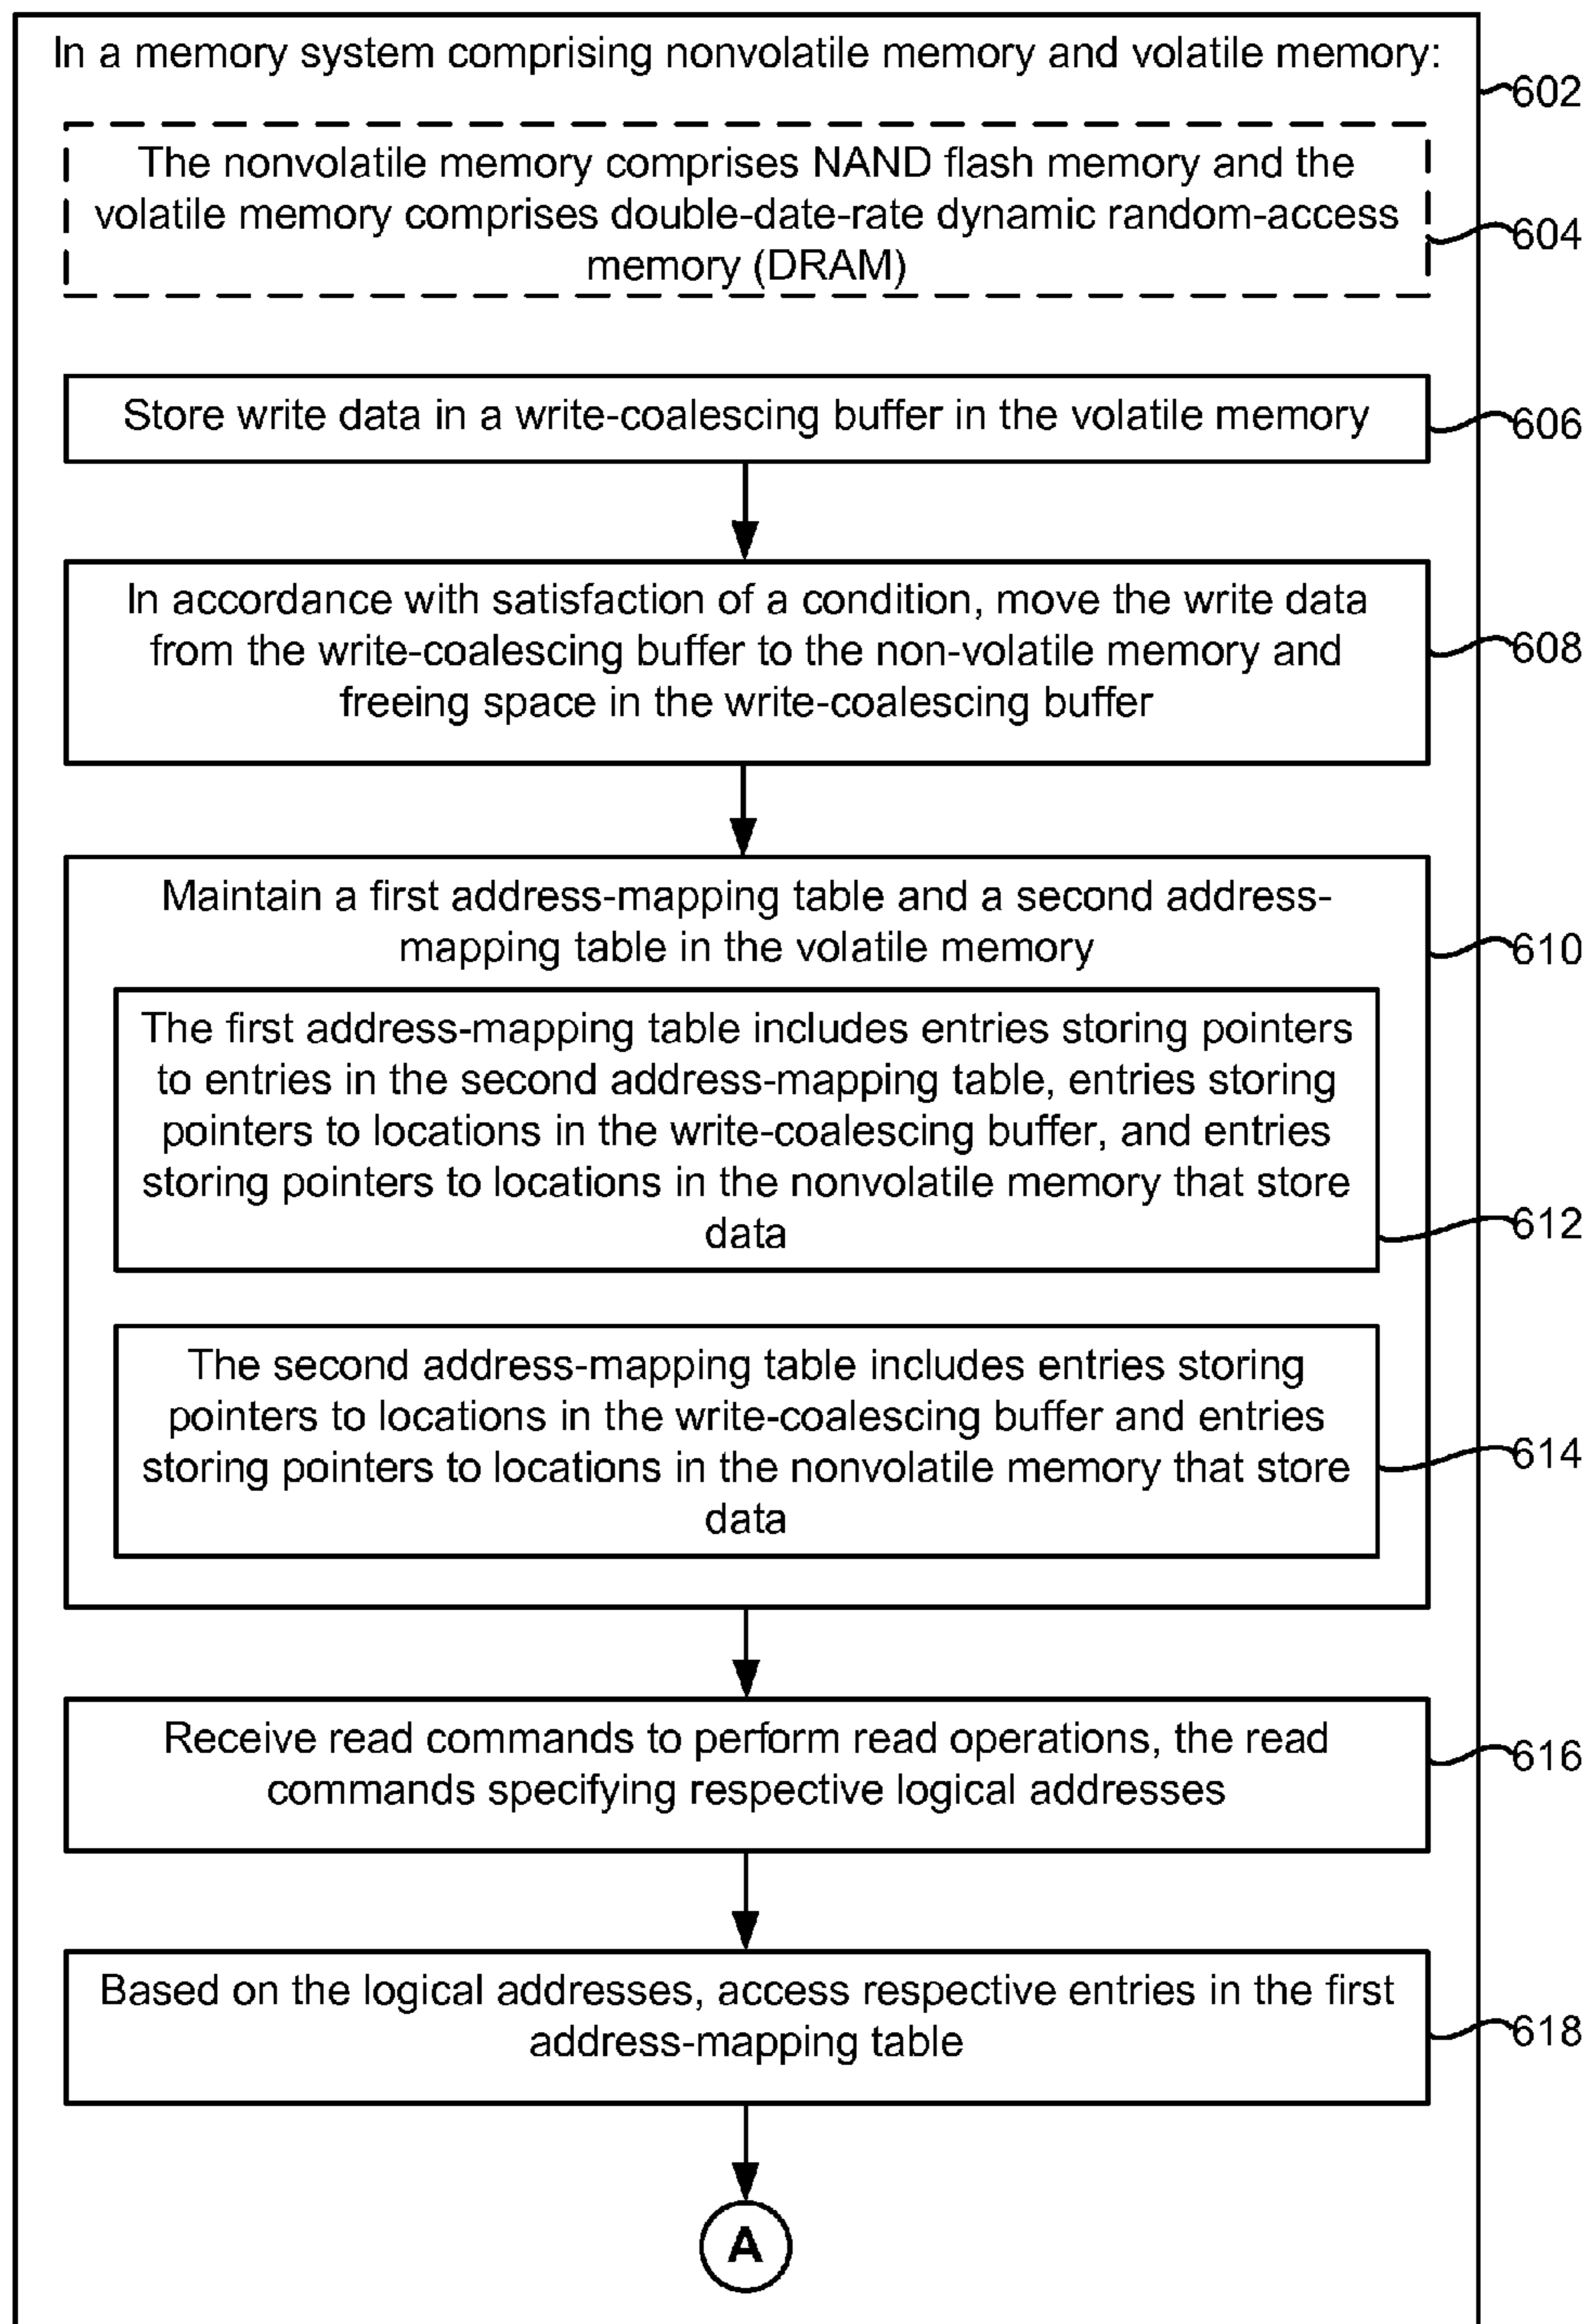 In a memory system comprising nonvolatile memory and volatile memory:
602
The nonvolatile memory comprises NAND flash memory and the
volatile memory comprises double-date-rate dynamic random-access
memory (DRAM)
604
Store write data in a write-coalescing buffer in the volatile memory
606
In accordance with satisfaction of a condition, move the write data
from the write-coalescing buffer to the non-volatile memory and
freeing space in the write-coalescing buffer
608
Maintain a first address-mapping table and a second address-
mapping table in the volatile memory
610
The first address-mapping table includes entries storing pointers
to entries in the second address-mapping table, entries storing
pointers to locations in the write-coalescing buffer, and entries
storing pointers to locations in the nonvolatile memory that store
data
612
The second address-mapping table includes entries storing
pointers to locations in the write-coalescing buffer and entries
storing pointers to locations in the nonvolatile memory that store
data
614
Receive read commands to perform read operations, the read
commands specifying respective logical addresses
616
Based on the logical addresses, access respective entries in the first
address-mapping table
618
A